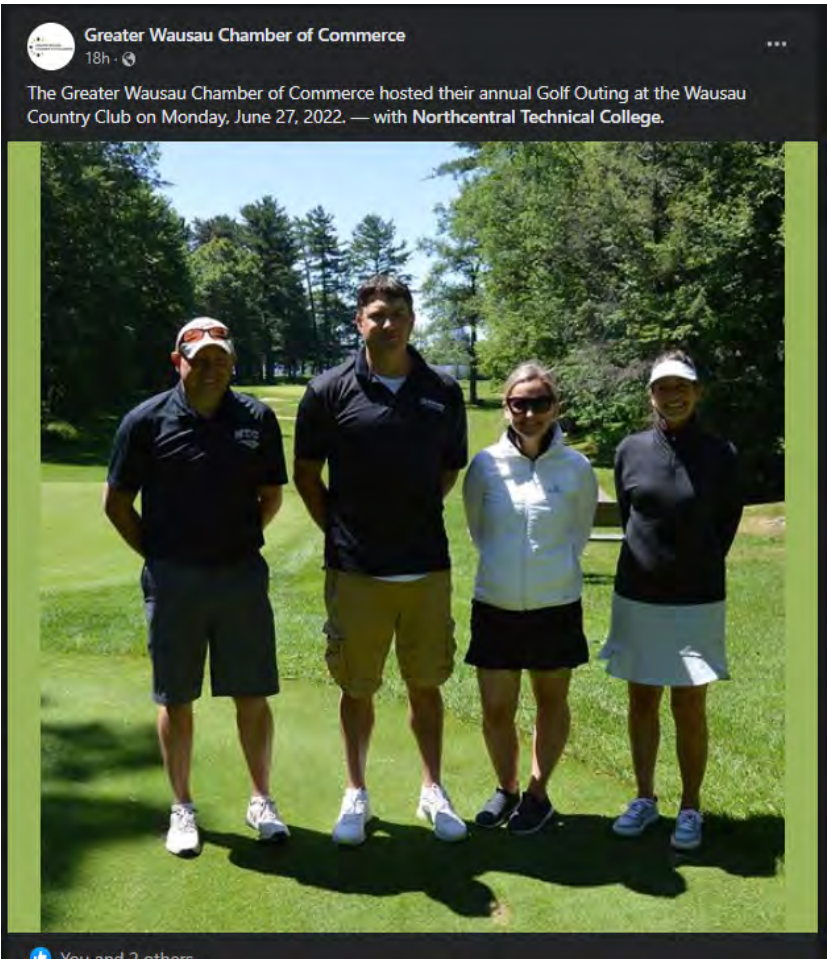 Greater Wausau Chamber of Commerce
18h ·
The Greater Wausau Chamber of Commerce hosted their annual Golf Outing at the Wausau
Country Club on Monday, June 27, 2022. — with Northcentral Technical College.
NTC
You and 2 others